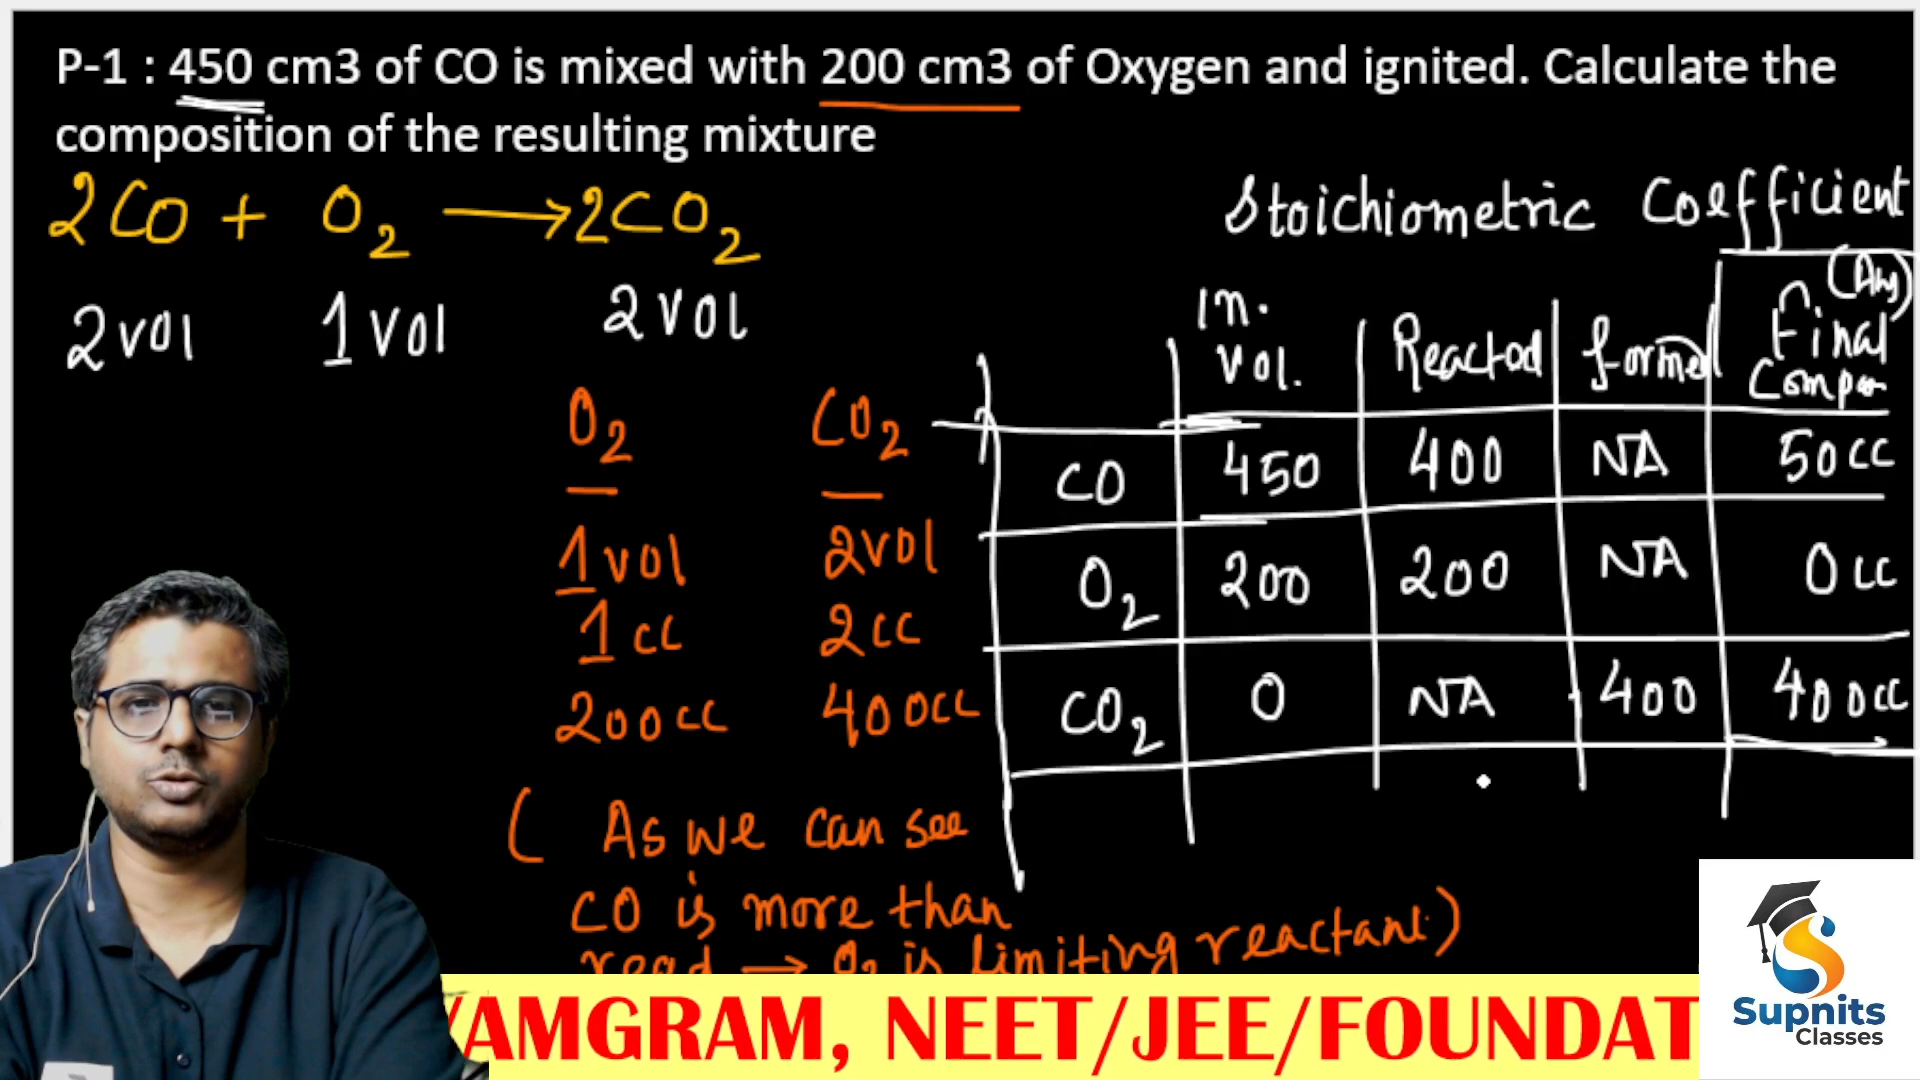 P-1 : 450 cm3 of CO is mixed with 200 cm3 of Oxygen and ignited. Calculate the
composition of the resulting mixture
2CO + O2 → 2CO2
2vol 1vol 2vol
Stoichiometric Coefficient
(Ans)
In. Vol. Reacted formed Final
CO 450 400 NA 50cc
O2 200 200 NA 0cc
CO2 0 NA 400 400cc
O2 CO2
1vol 2vol
1cc 2cc
200cc 400cc
( As we can see
CO is more than
→ O2 is limiting reactant)
/AMGRAM, NEET/JEE/FOUNDAT
Supnits
Classes